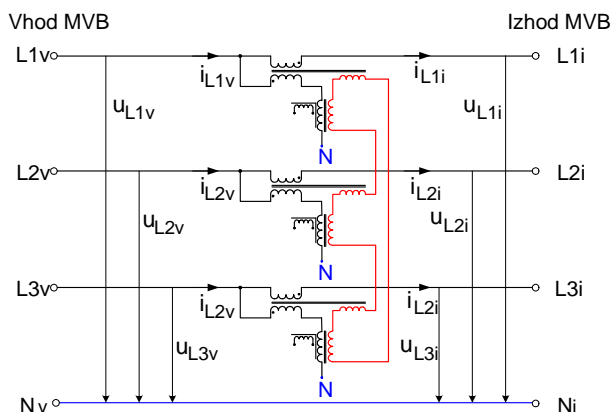 Vhod MVB Izhod MVB
L1v iL1v iL1i L1i
uL1v uL1i
N
L2v iL2v iL2i L2i
uL2v uL2i
N
L3v iL2v iL2i L3i
uL3v uL3i
N
Nv Ni